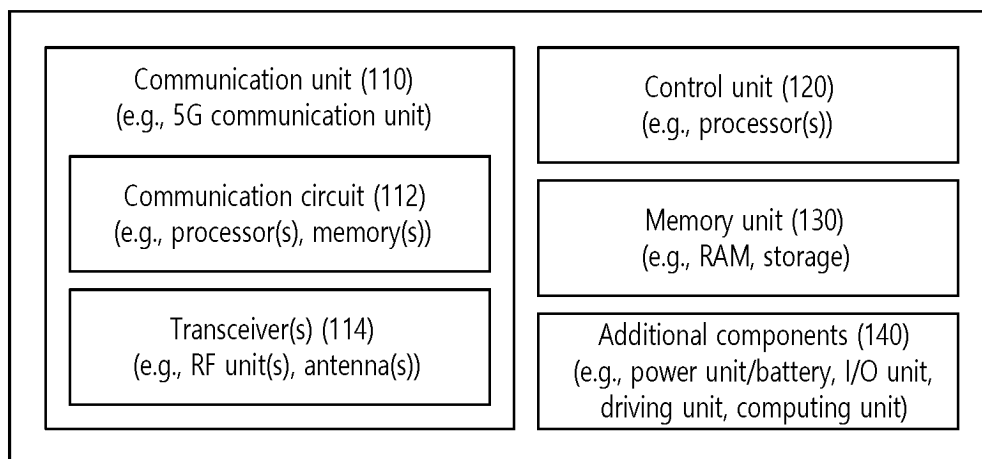 Communication unit (110)
(e.g., 5G communication unit)
Communication circuit (112)
(e.g., processor(s), memory(s))
Transceiver(s) (114)
(e.g., RF unit(s), antenna(s))
Control unit (120)
(e.g., processor(s))
Memory unit (130)
(e.g., RAM, storage)
Additional components (140)
(e.g., power unit/battery, I/O unit,
driving unit, computing unit)